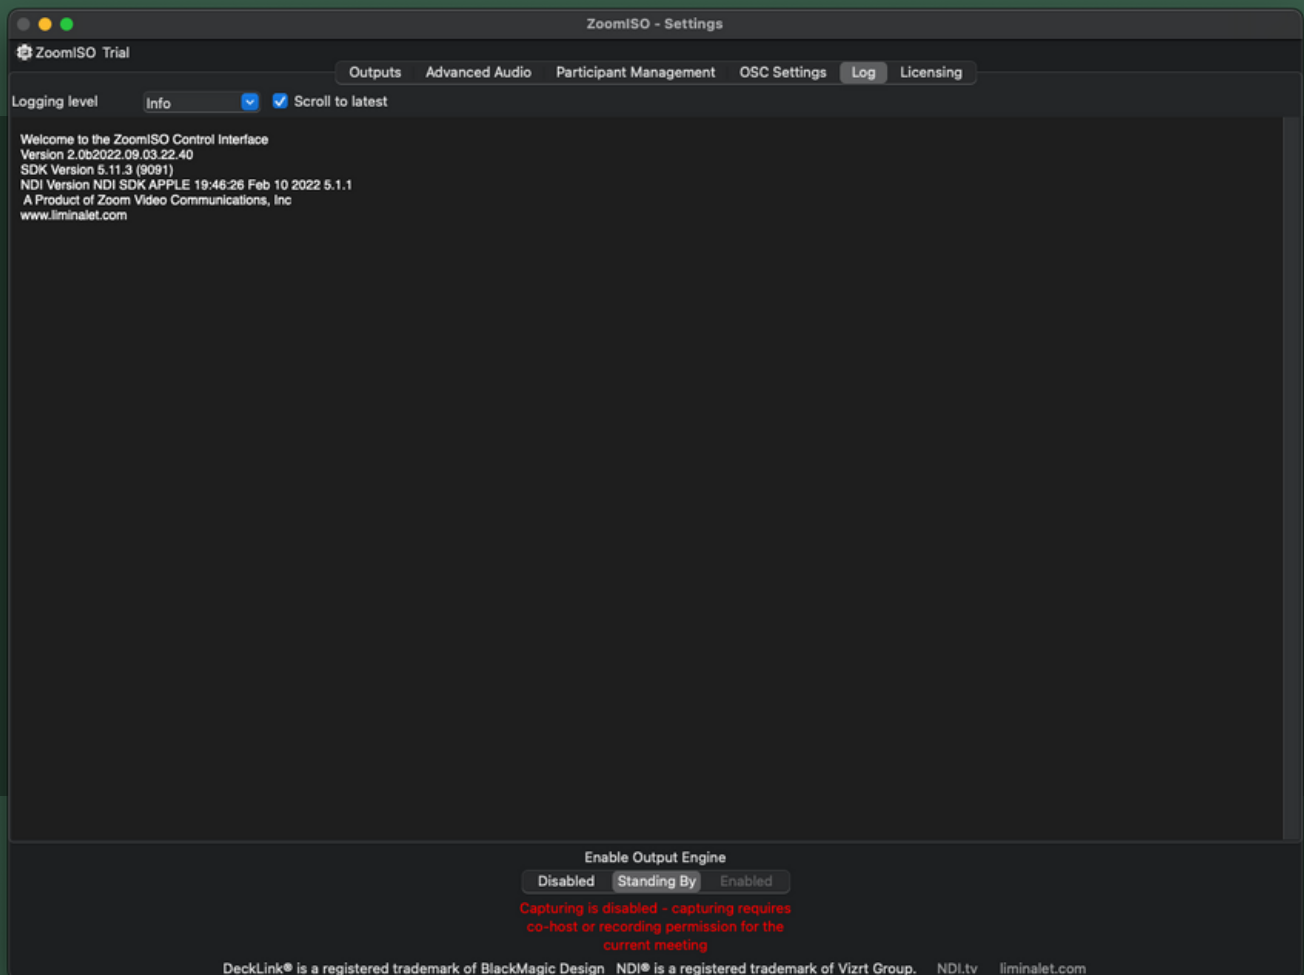 ZoomISO - Settings
ZoomISO Trial
Outputs Advanced Audio Participant Management OSC Settings Log Licensing
Logging level Info Scroll to latest
Welcome to the ZoomISO Control Interface
Version 2.0b2022.09.03.22.40
SDK Version 5.11.3 (9091)
NDI Version NDI SDK APPLE 19:46:26 Feb 10 2022 5.1.1
A Product of Zoom Video Communications, Inc
www.liminalet.com
Enable Output Engine
Disabled Standing By Enabled
Capturing is disabled - capturing requires
co-host or recording permission for the
current meeting
DeckLink® is a registered trademark of BlackMagic Design NDI® is a registered trademark of Vizrt Group. NDI.tv liminalet.com